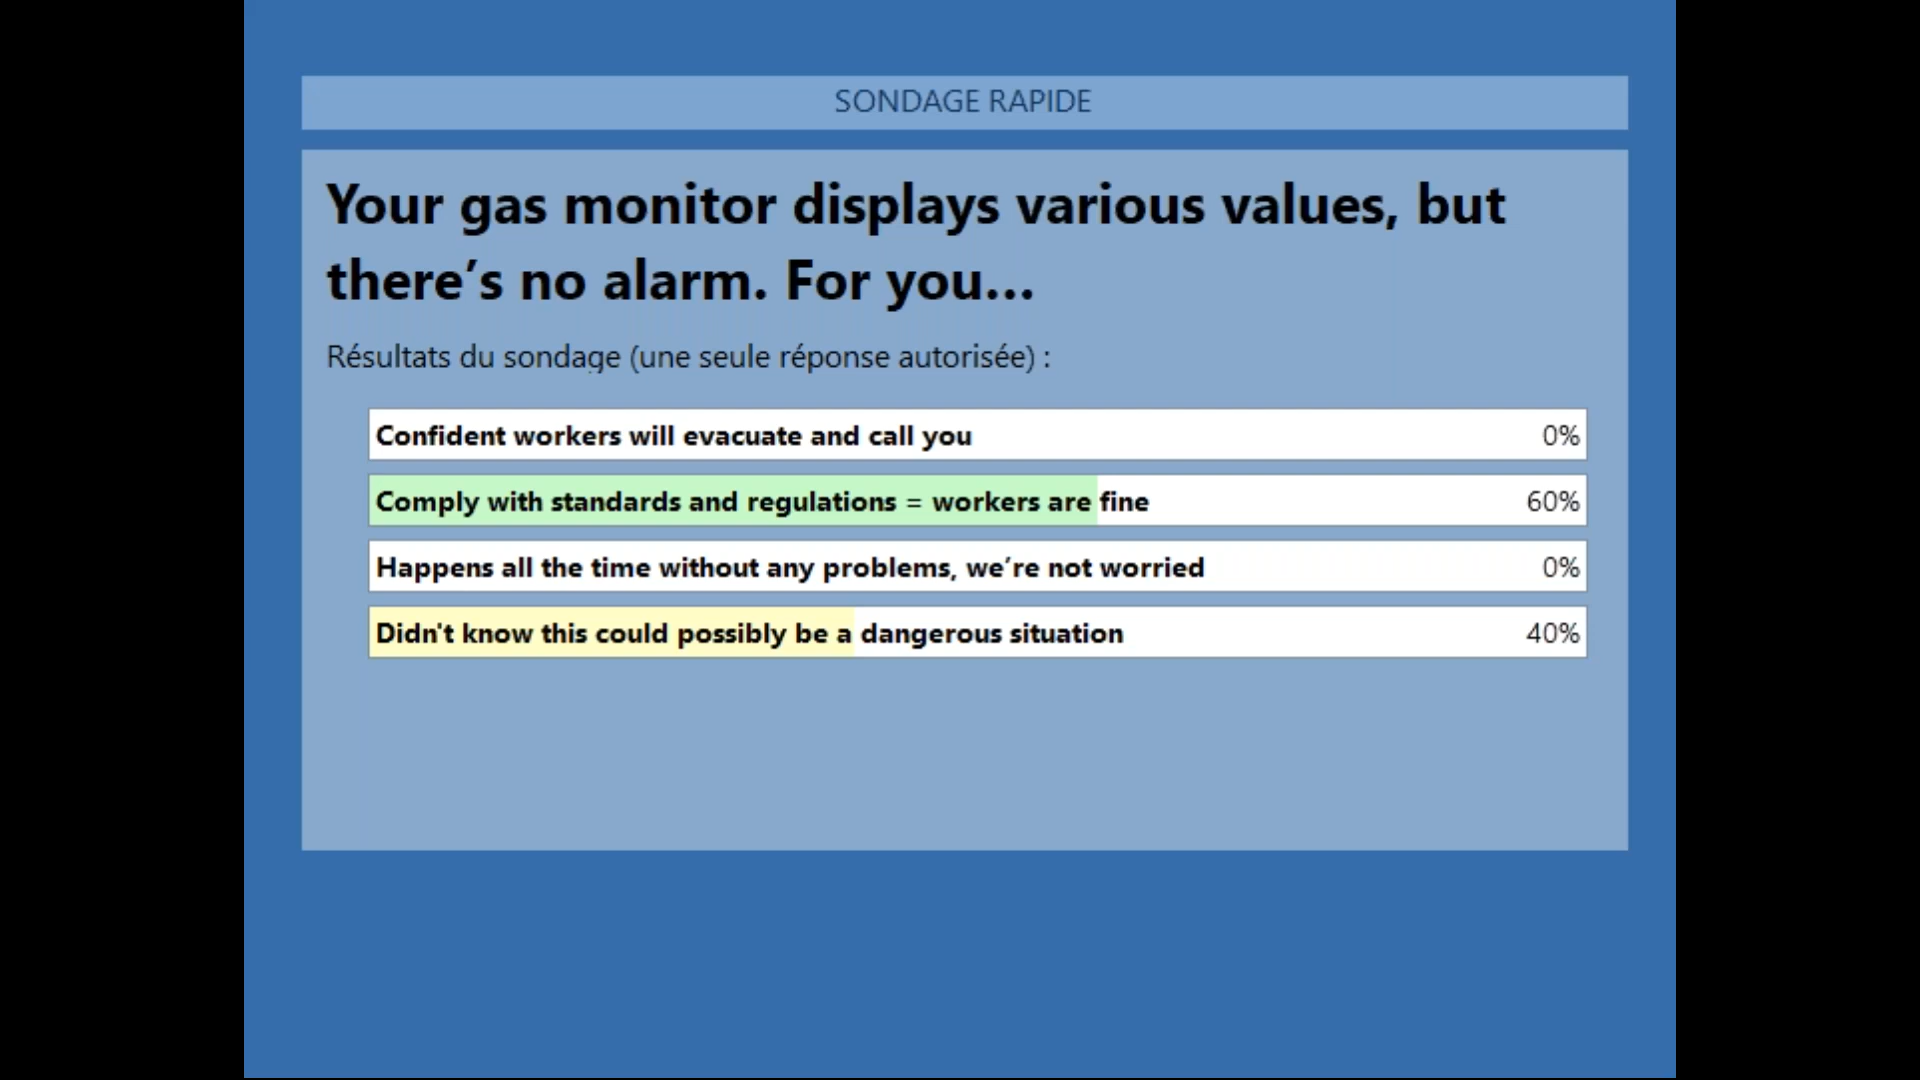 SONDAGE RAPIDE
Your gas monitor displays various values, but
there’s no alarm. For you...
Résultats du sondage (une seule réponse autorisée) :
Confident workers will evacuate and call you 0%
Comply with standards and regulations = workers are fine 60%
Happens all the time without any problems, we’re not worried 0%
Didn't know this could possibly be a dangerous situation 40%